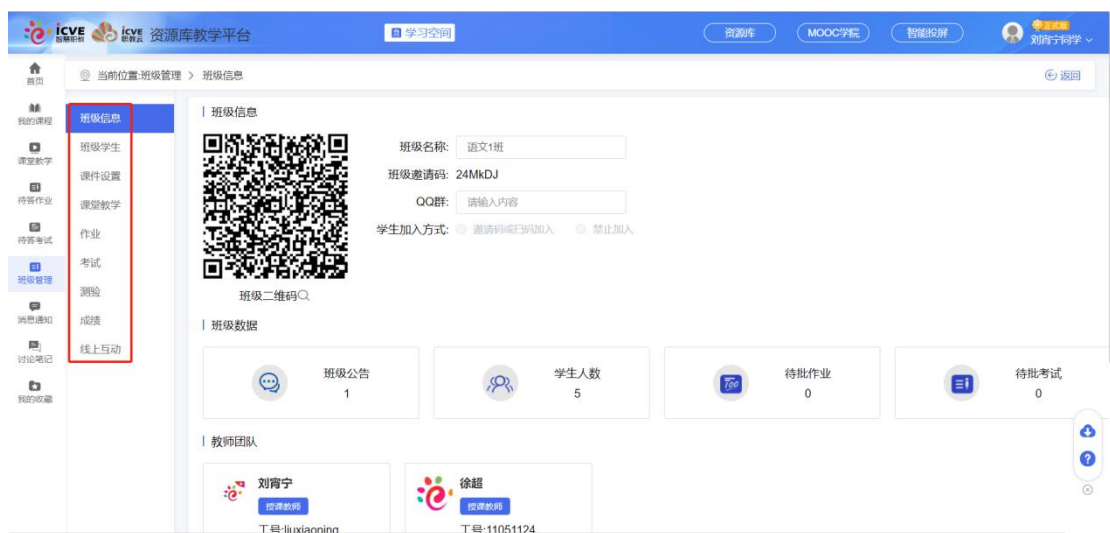 icve 智慧职教 icve 职教云 资源库教学平台
学习空间
资源库
MOOC学院
智能投屏
正式版
刘宵宁同学
首页
我的课程
课堂教学
待答作业
待答考试
班级管理
消息通知
讨论笔记
我的收藏
当前位置:班级管理 > 班级信息
返回
班级信息
班级学生
课件设置
课堂教学
作业
考试
测验
成绩
线上互动
班级信息
班级名称: 语文1班
班级邀请码: 24MkDJ
QQ群: 请输入内容
学生加入方式: 邀请码或扫码加入 禁止加入
班级二维码
班级数据
班级公告
1
学生人数
5
待批作业
0
待批考试
0
教师团队
刘宵宁
授课教师
工号:liuxiaoning
徐超
授课教师
工号:11051124